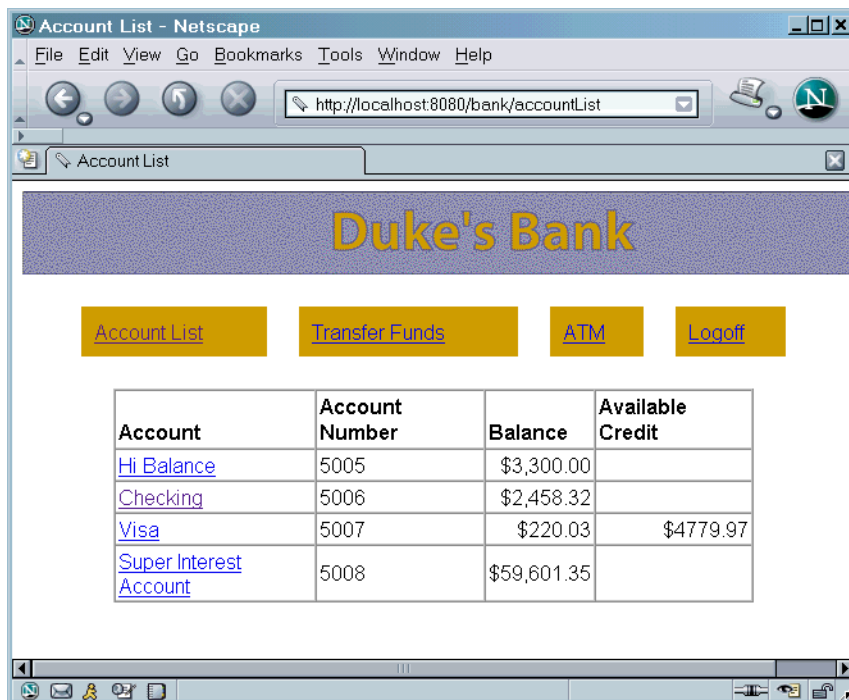 Account List - Netscape
File Edit View Go Bookmarks Tools Window Help
http://localhost:8080/bank/accountList
N
Account List
Duke's Bank
Account List Transfer Funds ATM Logoff
Account Account Number Balance Available Credit
Hi Balance 5005 $3,300.00
Checking 5006 $2,458.32
Visa 5007 $220.03 $4779.97
Super Interest Account 5008 $59,601.35